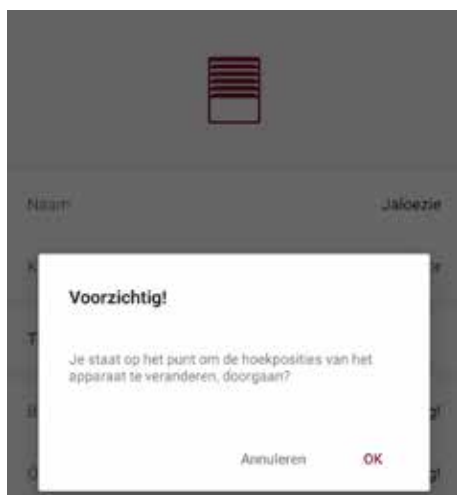 Naam Jaloezie
K
Voorzichtig!
T
Je staat op het punt om de hoekposities van het
apparaat te veranderen, doorgaan?
B
Annuleren OK